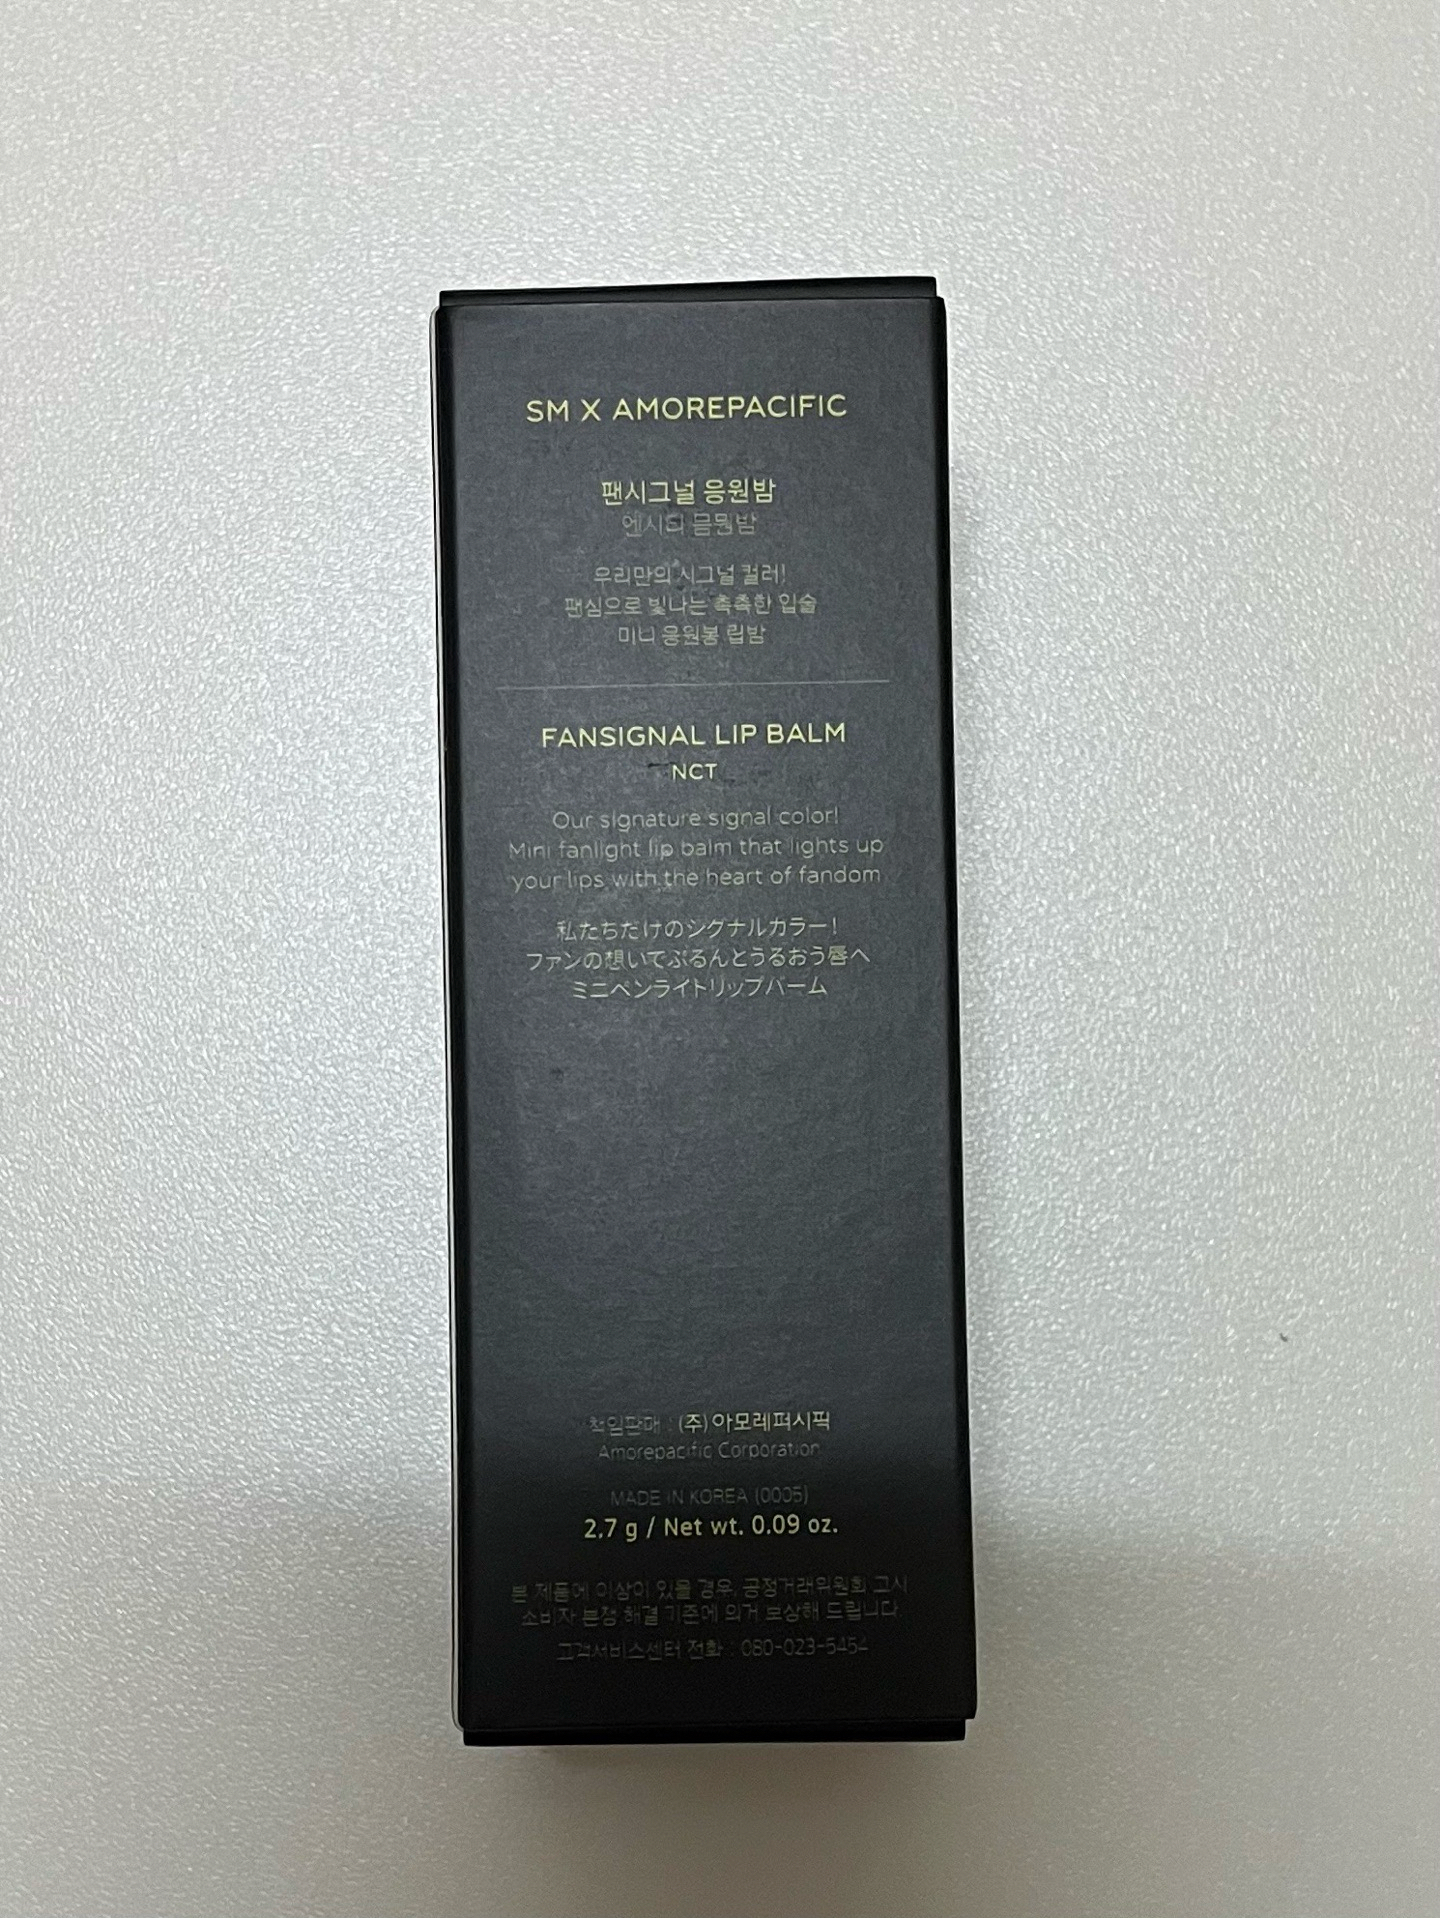 SM X AMOREPACIFIC
팬시그널 응원밤
엔시티 응원밤
우리만의 시그널 컬러!
팬심으로 빛나는 촉촉한 입술
미니 응원봉 립밤
FANSIGNAL LIP BALM
NCT
Our signature signal color!
Mini fanlight lip balm that lights up
your lips with the heart of fandom
私たちだけのシグナルカラー!
ファンの想いでぷるんとうるおう唇へ
ミニペンライトリップバーム
책임판매 : (주)아모레퍼시픽
Amorepacific Corporation
MADE IN KOREA (0005)
2.7 g / Net wt. 0.09 oz.
본 제품에 이상이 있을 경우, 공정거래위원회 고시
소비자 분쟁 해결 기준에 의거 보상해 드립니다.
고객서비스센터 전화 : 080-023-5454